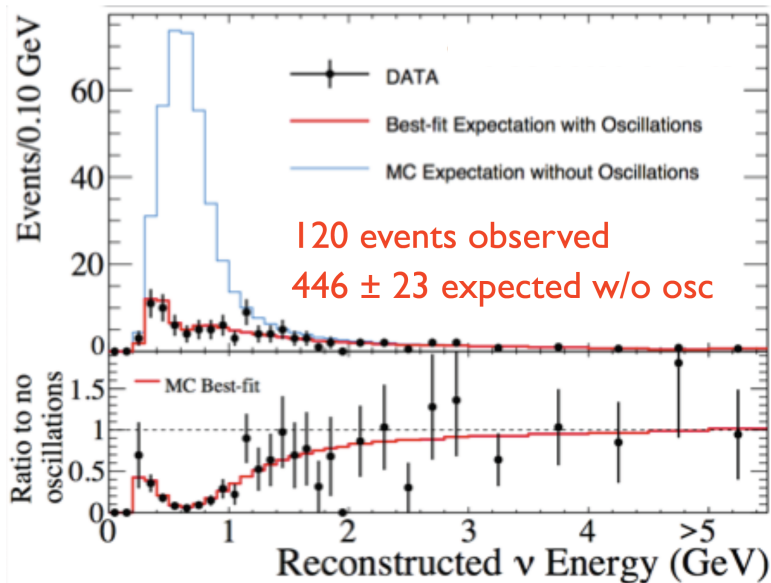 Events/0.10 GeV
60
40
20
0
DATA
Best-fit Expectation with Oscillations
MC Expectation without Oscillations
120 events observed
446 ± 23 expected w/o osc
Ratio to no
oscillations
1.5
1
0.5
0
MC Best-fit
0 1 2 3 4 >5
Reconstructed ν Energy (GeV)